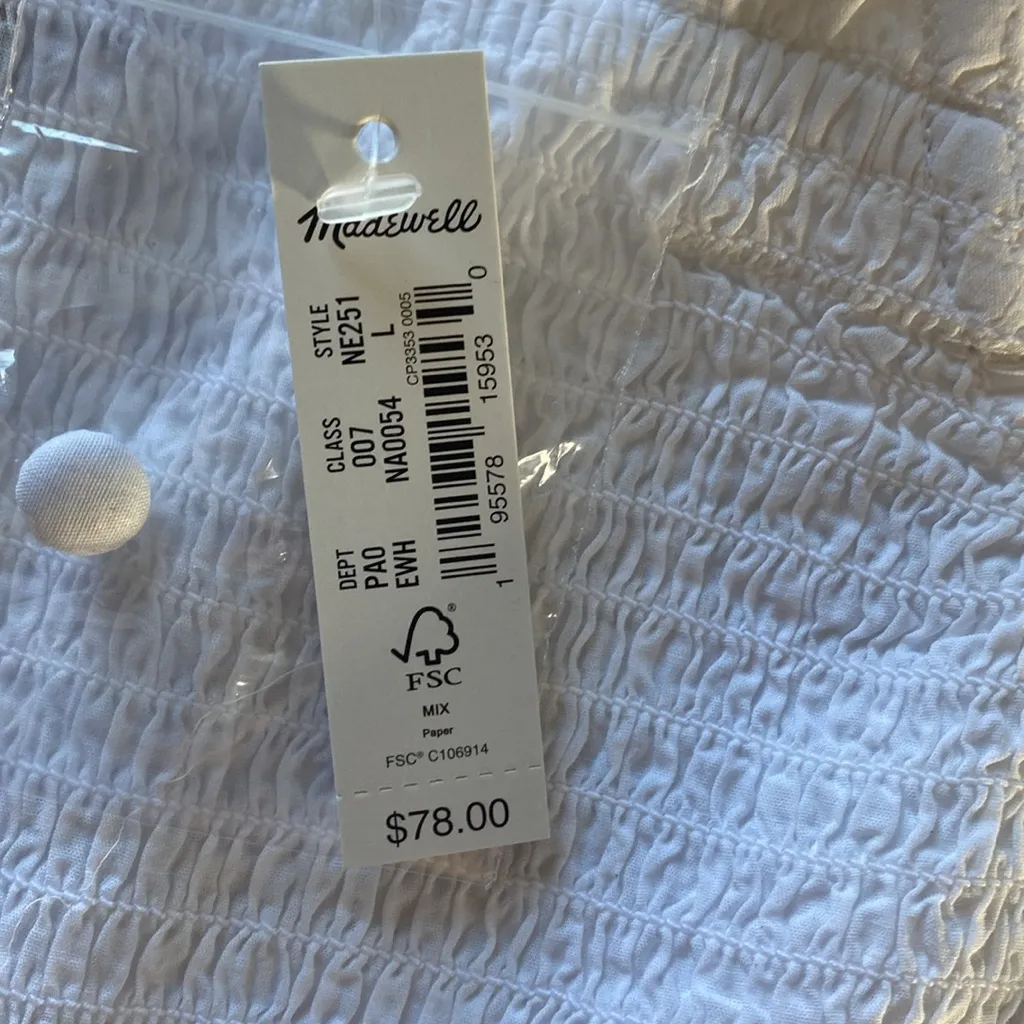 Madewell
STYLE
NE251
L
CLASS
007
NA0054
DEPT
PA0
EWH
CP3353 0005
1 95578 15953 0
FSC®
MIX
Paper
FSC® C106914
$78.00